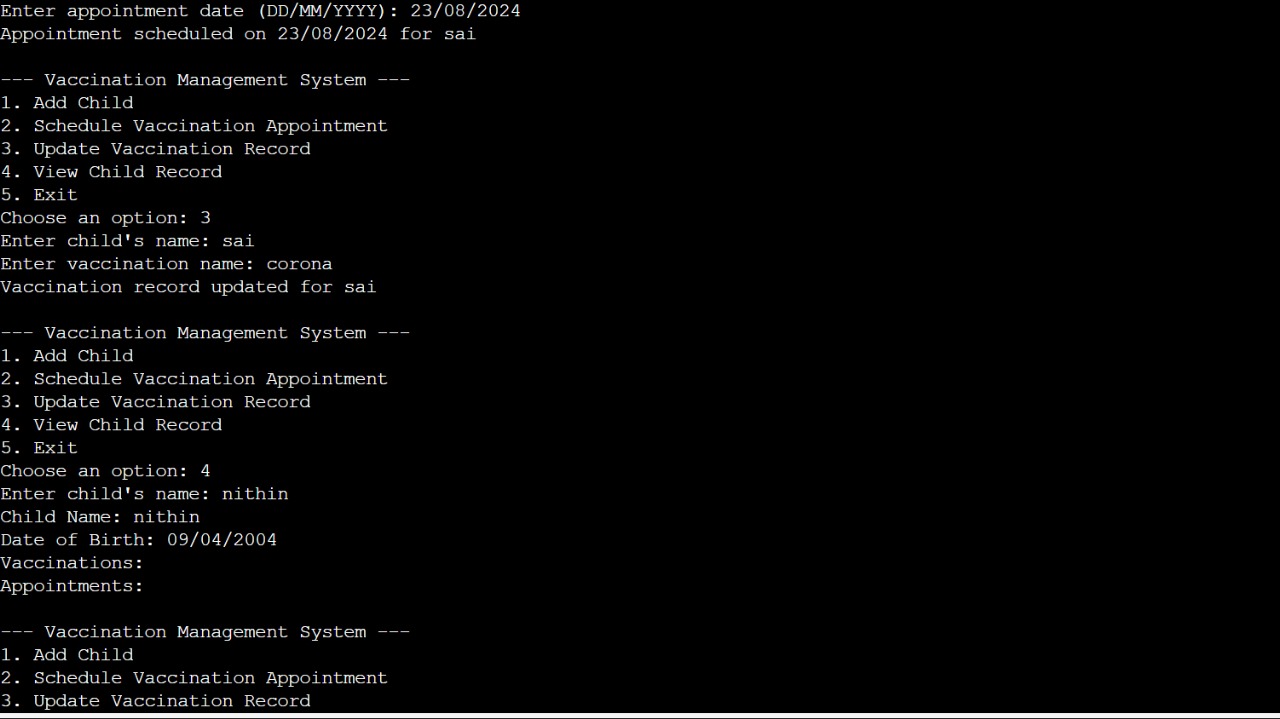 Enter appointment date (DD/MM/YYYY): 23/08/2024
Appointment scheduled on 23/08/2024 for sai
--- Vaccination Management System ---
1. Add Child
2. Schedule Vaccination Appointment
3. Update Vaccination Record
4. View Child Record
5. Exit
Choose an option: 3
Enter child's name: sai
Enter vaccination name: corona
Vaccination record updated for sai
--- Vaccination Management System ---
1. Add Child
2. Schedule Vaccination Appointment
3. Update Vaccination Record
4. View Child Record
5. Exit
Choose an option: 4
Enter child's name: nithin
Child Name: nithin
Date of Birth: 09/04/2004
Vaccinations:
Appointments:
--- Vaccination Management System ---
1. Add Child
2. Schedule Vaccination Appointment
3. Update Vaccination Record